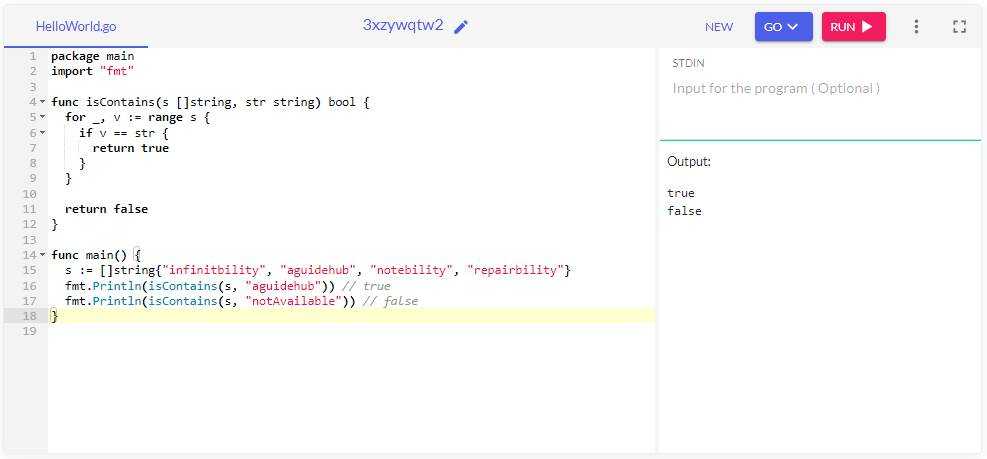 HelloWorld.go
3xzywqtw2
NEW
GO
RUN
1 package main
2 import "fmt"
3
4 func isContains(s []string, str string) bool {
5   for _, v := range s {
6     if v == str {
7       return true
8     }
9   }
10
11   return false
12 }
13
14 func main() {
15   s := []string{"infinitbility", "aguidehub", "notebility", "repairbility"}
16   fmt.Println(isContains(s, "aguidehub")) // true
17   fmt.Println(isContains(s, "notAvailable")) // false
18 }
19
STDIN
Input for the program ( Optional )
Output:
true
false